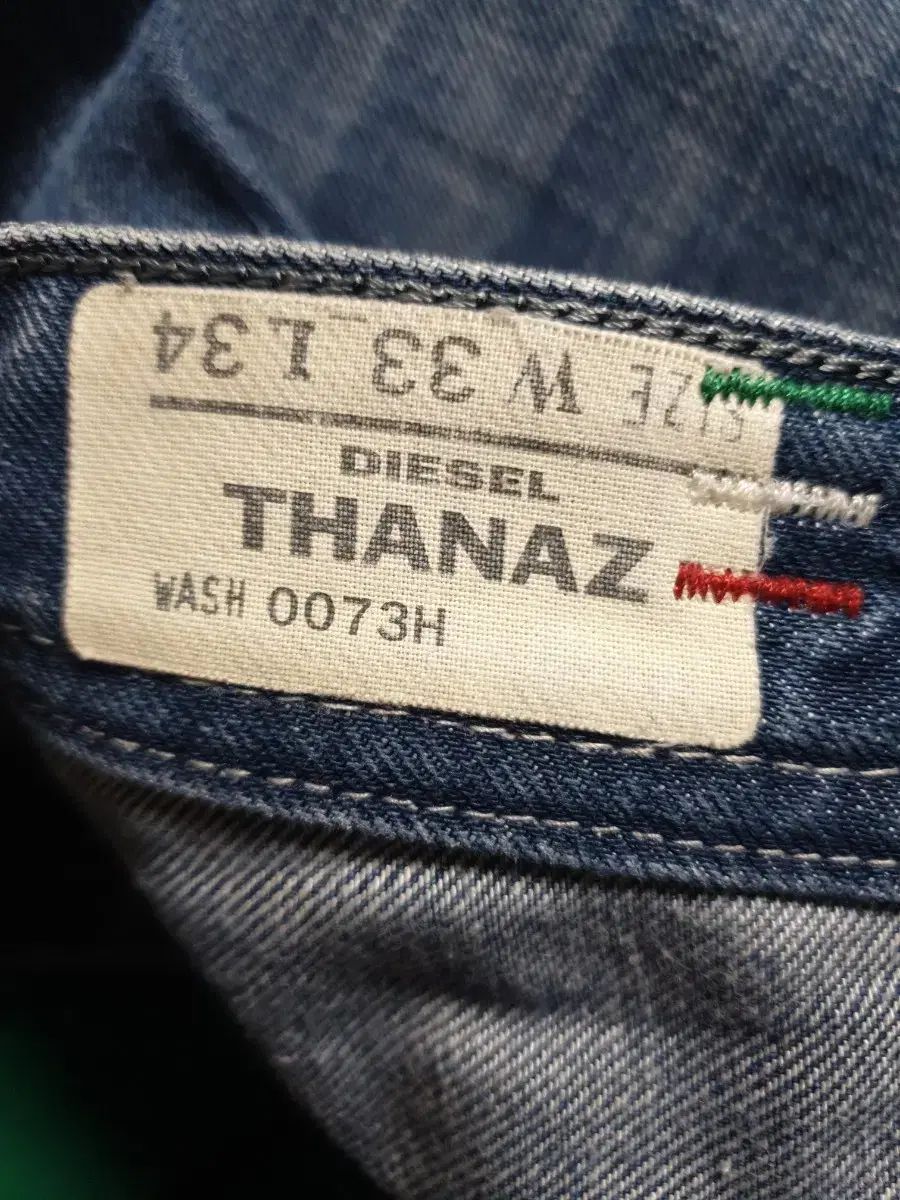 SIZE W 33 L 34
DIESEL
THANAZ
WASH 0073H